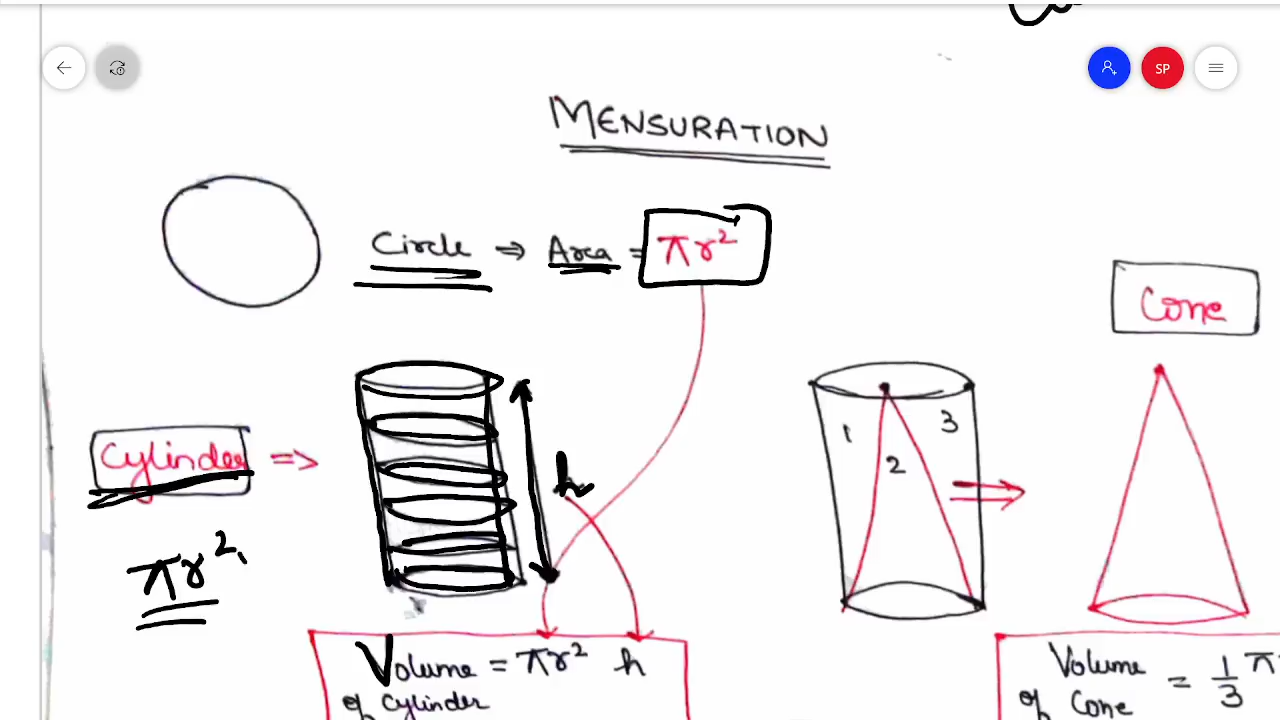 SP
MENSURATION
Circle ⇒ Area = πr²
Cone
1 2 3
Cylinder =>
h
πr²
Volume = πr² h
of Cylinder
Volume = 1/3 π
of Cone